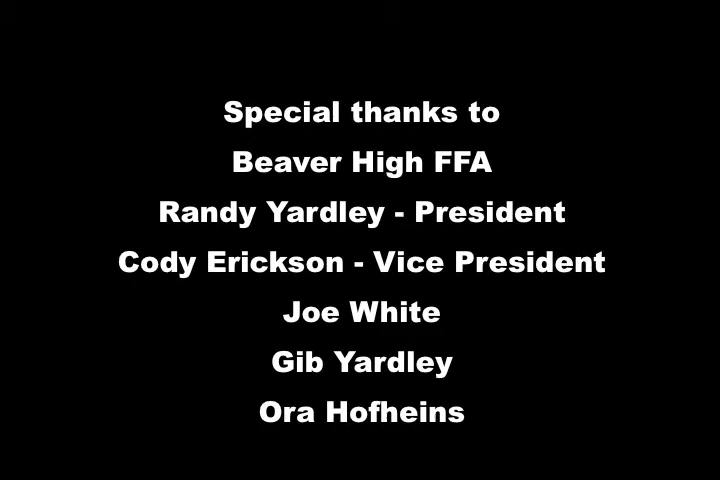 Special thanks to
Beaver High FFA
Randy Yardley - President
Cody Erickson - Vice President
Joe White
Gib Yardley
Ora Hofheins